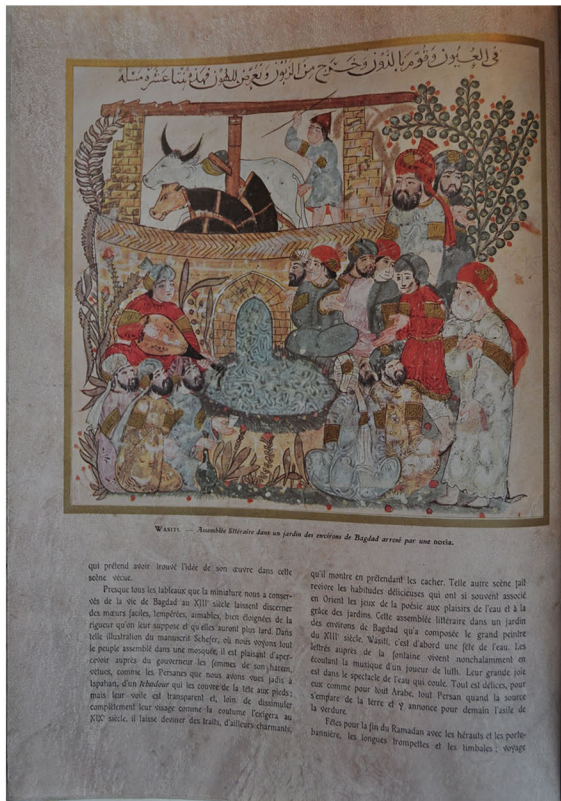 في العيون وقوم بالدون وخرج من الزبون وتعرض للهون فهذه ثنتا عشرة مسئلة
WASITI. — Assemblée littéraire dans un jardin des environs de Bagdad arrosé par une noria.
qui prétend avoir trouvé l'idée de son œuvre dans cette
scène vécue.
Presque tous les tableaux que la miniature nous a conser-
vés de la vie de Bagdad au XIIIe siècle laissent discerner
des mœurs faciles, tempérées, aimables, bien éloignées de la
rigueur qu'on leur suppose et qu'elles auront plus tard. Dans
telle illustration du manuscrit Schefer, où nous voyons tout
le peuple assemblé dans une mosquée, il est plaisant d'aper-
cevoir auprès du gouverneur les femmes de son harem,
vêtues, comme les Persanes que nous avons vues jadis à
Ispahan, d'un tchadour qui les couvre de la tête aux pieds ;
mais leur voile est transparent et, loin de dissimuler
complètement leur visage comme la coutume l'exigera au
XIXe siècle, il laisse deviner des traits, d'ailleurs charmants,
qu'il montre en prétendant les cacher. Telle autre scène fait
revivre les habitudes délicieuses qui ont si souvent associé
en Orient les jeux de la poésie aux plaisirs de l'eau et à la
grâce des jardins. Cette assemblée littéraire dans un jardin
des environs de Bagdad qu'a composée le grand peintre
du XIIIe siècle, Wasiti, c'est d'abord une fête de l'eau. Les
lettrés auprès de la fontaine vivent nonchalamment en
écoutant la musique d'un joueur de luth. Leur grande joie
est dans le spectacle de l'eau qui coule. Tout est délices, pour
eux comme pour tout Arabe, tout Persan quand la source
s'empare de la terre et y annonce pour demain l'asile de
la verdure.
Fêtes pour la fin du Ramadan avec les hérauts et les porte-
bannière, les longues trompettes et les timbales ; voyage